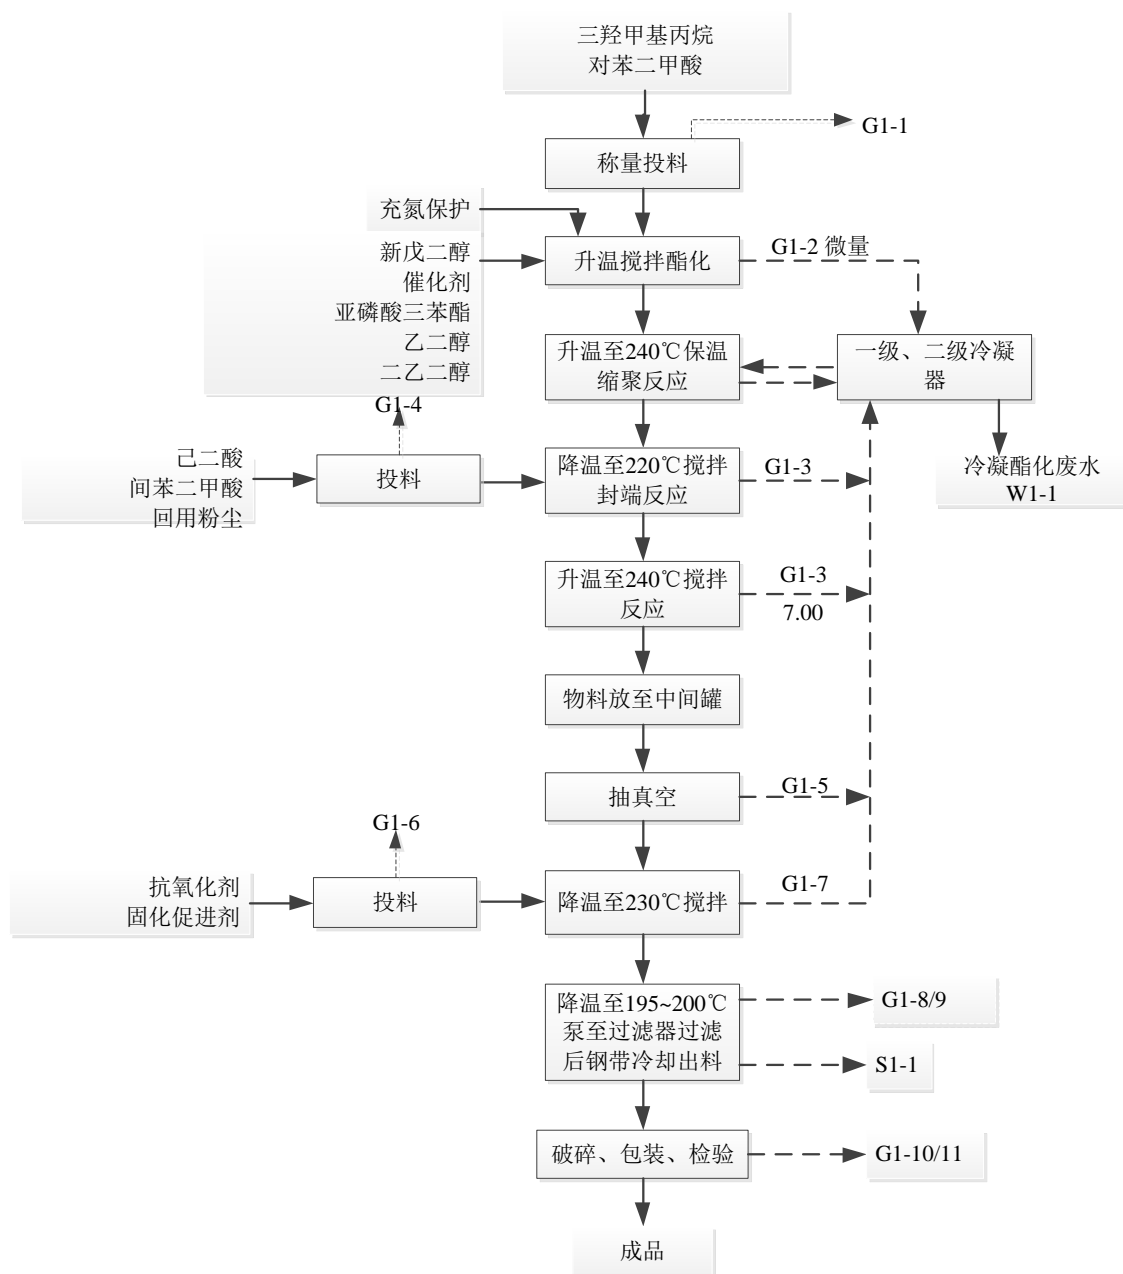 三羟甲基丙烷
对苯二甲酸
G1-1
称量投料
充氮保护
新戊二醇
催化剂
亚磷酸三苯酯
乙二醇
二乙二醇
升温搅拌酯化
G1-2 微量
升温至240℃保温
缩聚反应
一级、二级冷凝
器
G1-4
己二酸
间苯二甲酸
回用粉尘
投料
降温至220℃搅拌
封端反应
G1-3
冷凝酯化废水
W1-1
升温至240℃搅拌
反应
G1-3
7.00
物料放至中间罐
抽真空
G1-5
G1-6
抗氧化剂
固化促进剂
投料
降温至230℃搅拌
G1-7
降温至195~200℃
泵至过滤器过滤
后钢带冷却出料
G1-8/9
S1-1
破碎、包装、检验
G1-10/11
成品